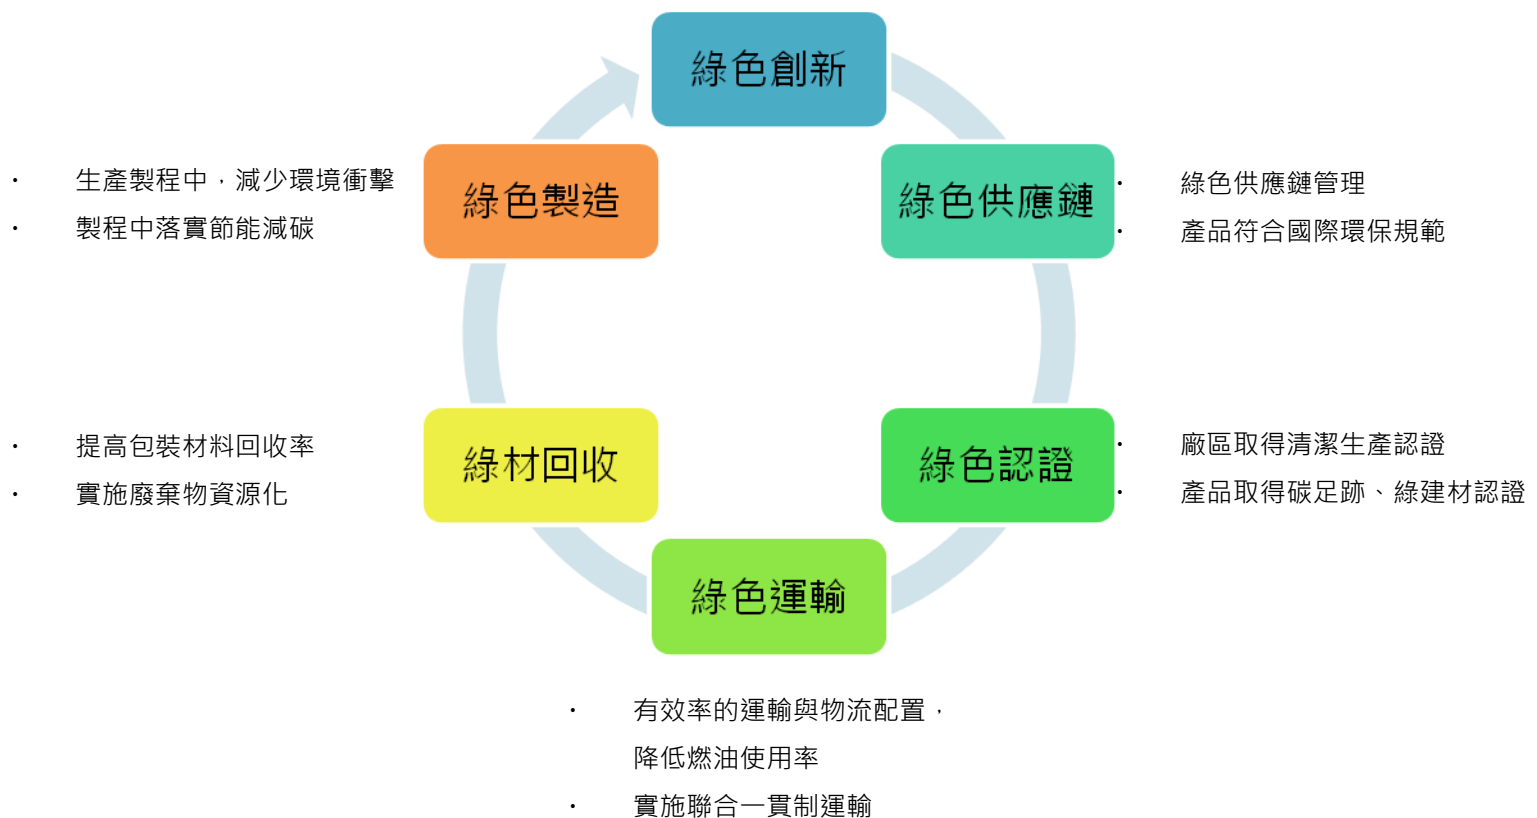 綠色創新
綠色供應鏈
· 綠色供應鏈管理
· 產品符合國際環保規範
綠色認證
· 廠區取得清潔生產認證
· 產品取得碳足跡、綠建材認證
綠色運輸
· 有效率的運輸與物流配置，
降低燃油使用率
· 實施聯合一貫制運輸
綠材回收
· 提高包裝材料回收率
· 實施廢棄物資源化
綠色製造
· 生產製程中，減少環境衝擊
· 製程中落實節能減碳